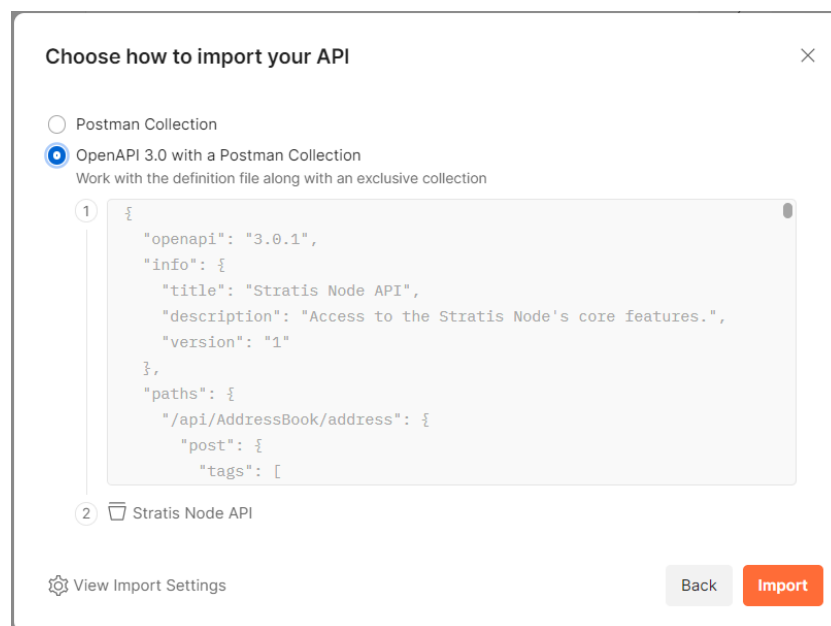 Choose how to import your API
Postman Collection
OpenAPI 3.0 with a Postman Collection
Work with the definition file along with an exclusive collection
1
{
"openapi": "3.0.1",
"info": {
"title": "Stratis Node API",
"description": "Access to the Stratis Node's core features.",
"version": "1"
},
"paths": {
"/api/AddressBook/address": {
"post": {
"tags": [
2 Stratis Node API
View Import Settings Back Import